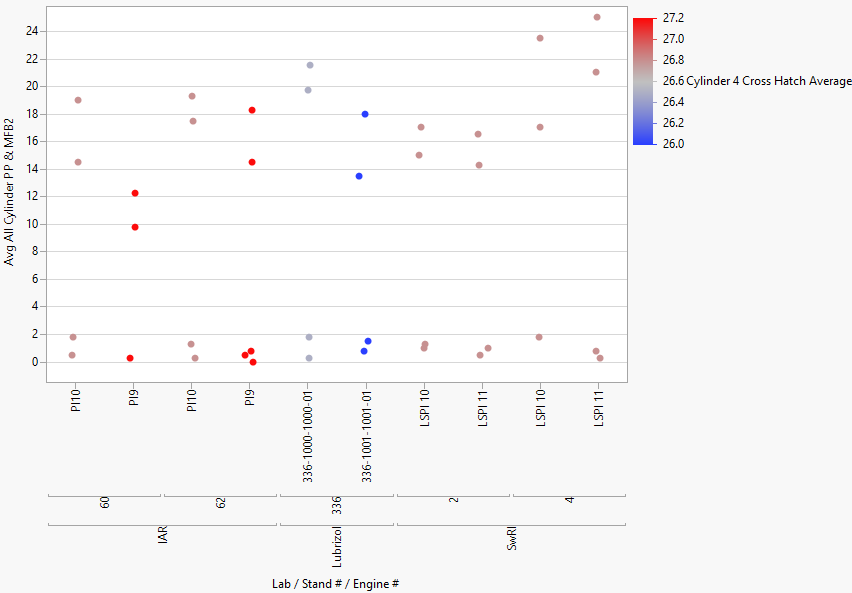 Avg All Cylinder PP & MFB2
24
22
20
18
16
14
12
10
8
6
4
2
0
27.2
27.0
26.8
26.6
26.4
26.2
26.0
Cylinder 4 Cross Hatch Average
PI10
PI9
PI10
PI9
336-1000-1000-01
336-1001-1001-01
LSPI 10
LSPI 11
LSPI 10
LSPI 11
60
62
336
2
4
IAR
Lubrizol
SwRI
Lab / Stand # / Engine #